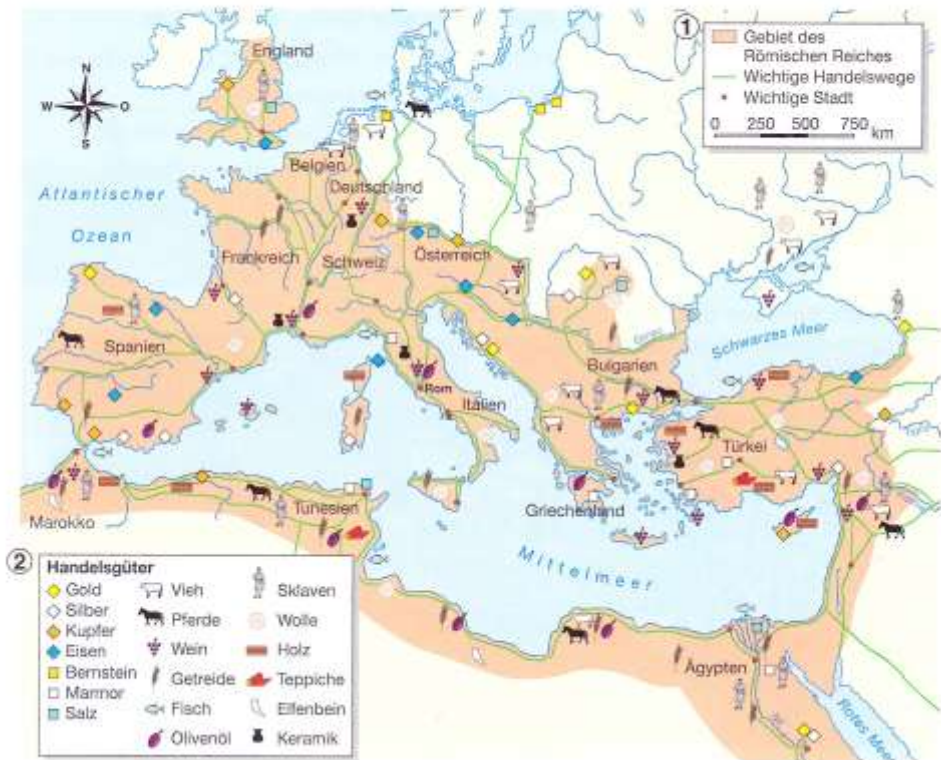 ①
Gebiet des
Römischen Reiches
Wichtige Handelswege
Wichtige Stadt
0 250 500 750 km
N
W O
S
England
Atlantischer
Ozean
Belgien
Deutschland
Frankreich
Schweiz
Österreich
Spanien
Rom
Italien
Bulgarien
Schwarzes Meer
Türkei
Griechenland
Marokko
Tunesien
Mittelmeer
Ägypten
Rotes Meer
②
Handelsgüter
Gold
Silber
Kupfer
Eisen
Bernstein
Marmor
Salz
Vieh
Pferde
Wein
Getreide
Fisch
Olivenöl
Sklaven
Wolle
Holz
Teppiche
Elfenbein
Keramik